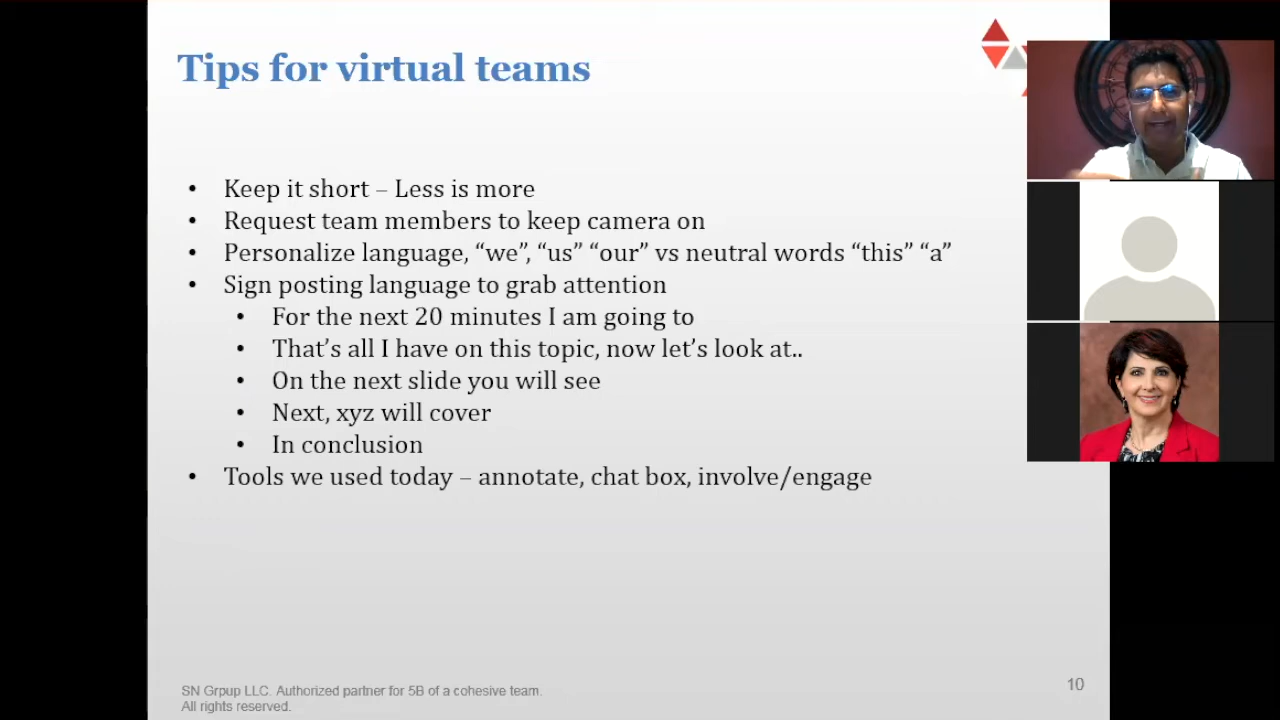 Tips for virtual teams
• Keep it short – Less is more
• Request team members to keep camera on
• Personalize language, “we”, “us” “our” vs neutral words “this” “a”
• Sign posting language to grab attention
• For the next 20 minutes I am going to
• That’s all I have on this topic, now let’s look at..
• On the next slide you will see
• Next, xyz will cover
• In conclusion
• Tools we used today – annotate, chat box, involve/engage
SN Grpup LLC. Authorized partner for 5B of a cohesive team.
All rights reserved.
10